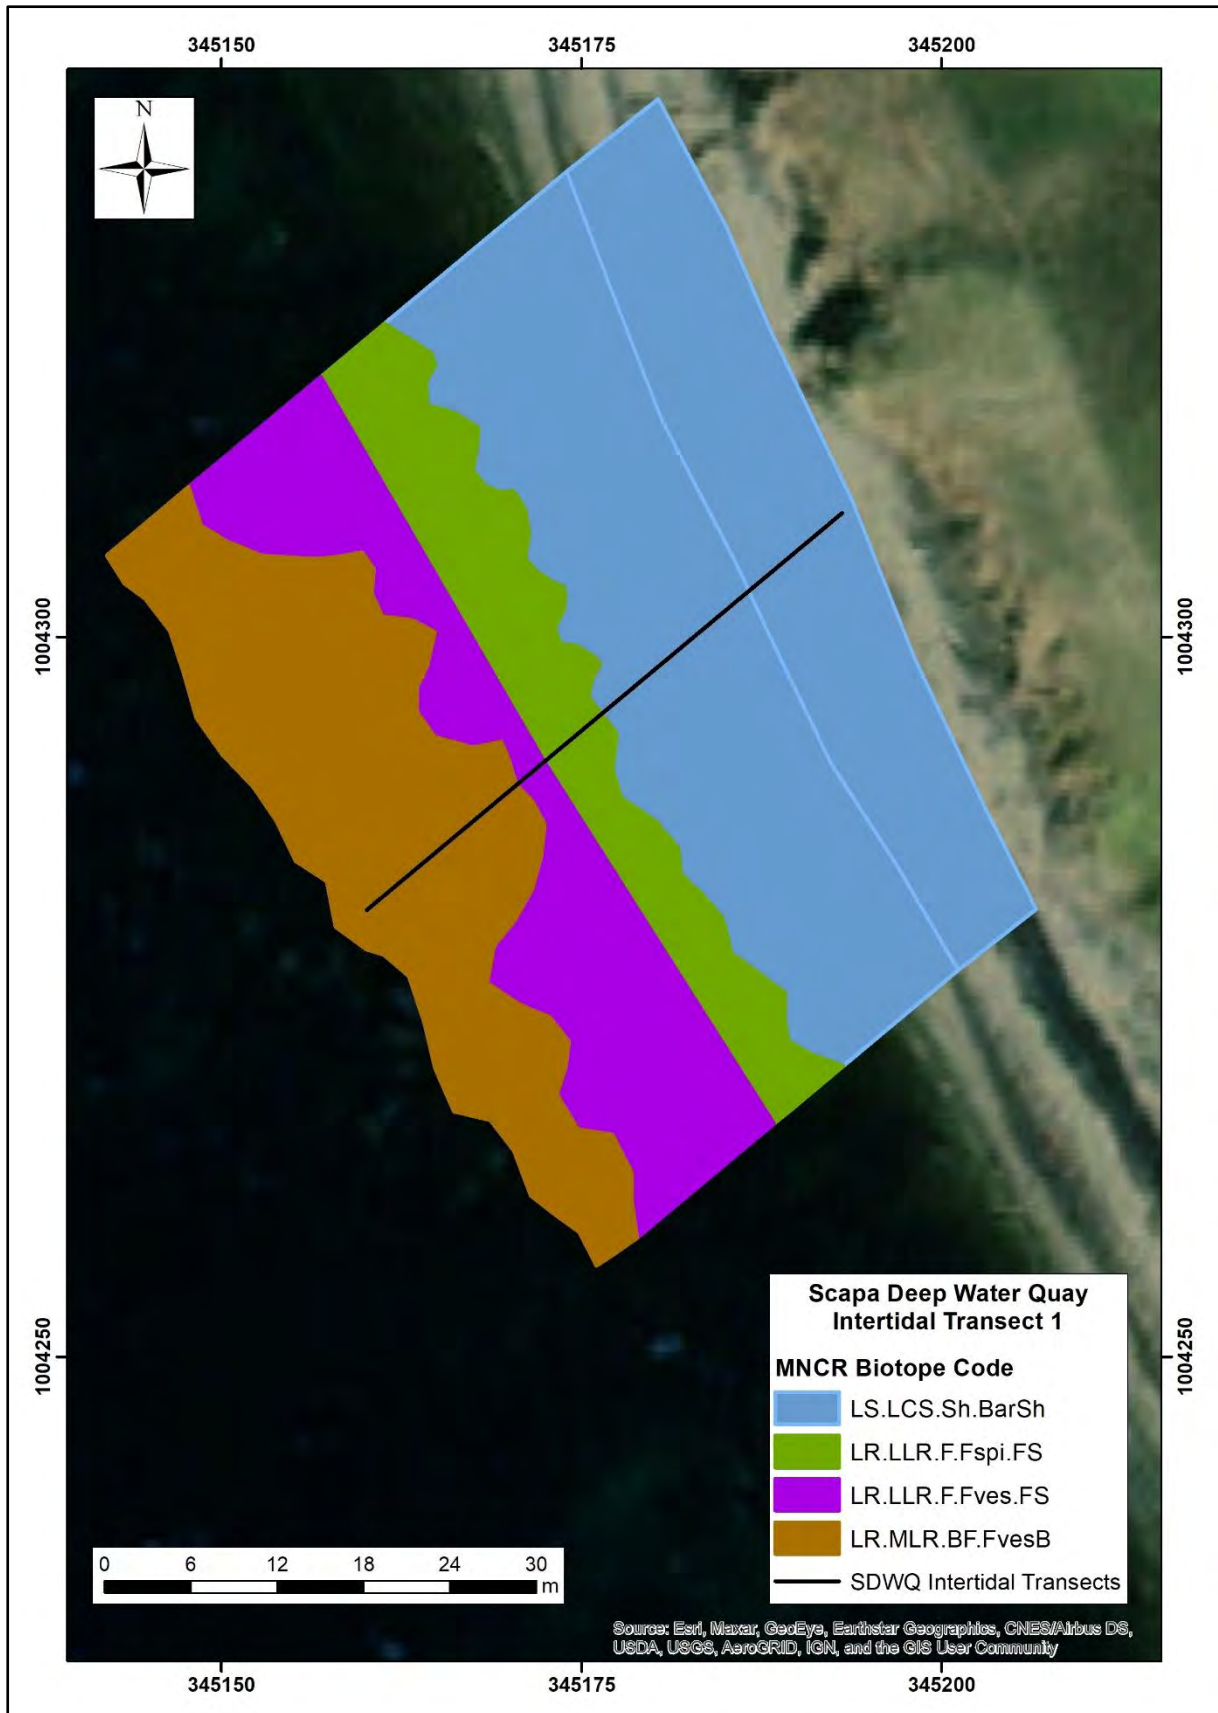 345150 345175 345200
N
1004300 1004300
Scapa Deep Water Quay
Intertidal Transect 1
MNCR Biotope Code
1004250 1004250
LS.LCS.Sh.BarSh
LR.LLR.F.Fspi.FS
LR.LLR.F.Fves.FS
LR.MLR.BF.FvesB
SDWQ Intertidal Transects
0 6 12 18 24 30
m
Source: Esri, Maxar, GeoEye, Earthstar Geographics, CNES/Airbus DS,
USDA, USGS, AeroGRID, IGN, and the GIS User Community
345150 345175 345200